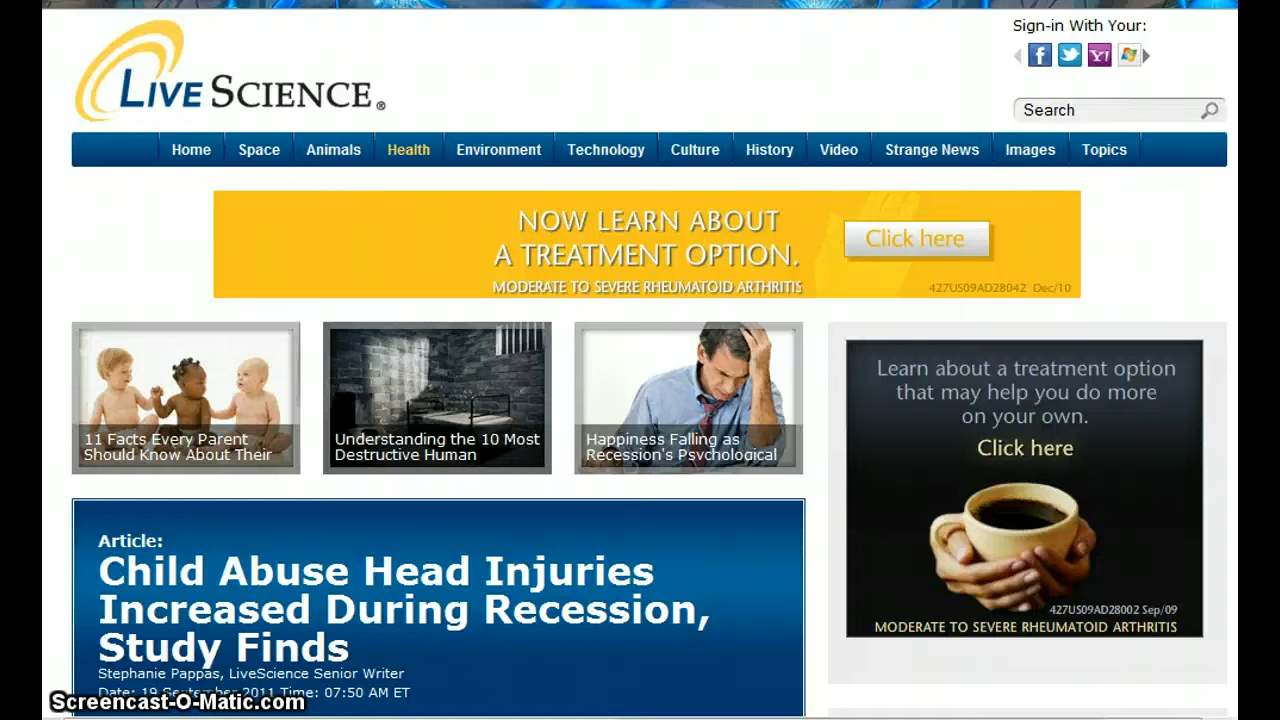 LIVESCIENCE®
Sign-in With Your:
Search
Home Space Animals Health Environment Technology Culture History Video Strange News Images Topics
NOW LEARN ABOUT
A TREATMENT OPTION.
MODERATE TO SEVERE RHEUMATOID ARTHRITIS
Click here
427US09AD28042 Dec/10
11 Facts Every Parent
Should Know About Their
Understanding the 10 Most
Destructive Human
Happiness Falling as
Recession's Psychological
Learn about a treatment option
that may help you do more
on your own.
Click here
427US09AD28002 Sep/09
MODERATE TO SEVERE RHEUMATOID ARTHRITIS
Article:
Child Abuse Head Injuries
Increased During Recession,
Study Finds
Stephanie Pappas, LiveScience Senior Writer
Date: 19 September 2011 Time: 07:50 AM ET
Screencast-O-Matic.com